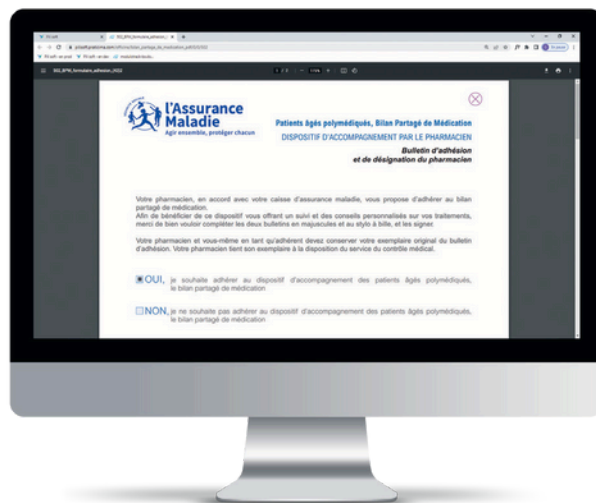 l'Assurance
Maladie
Agir ensemble, protéger chacun
Patients âgés polymédiqués, Bilan Partagé de Médication
DISPOSITIF D'ACCOMPAGNEMENT PAR LE PHARMACIEN
Bulletin d'adhésion
et de désignation du pharmacien
Votre pharmacien, en accord avec votre caisse d'assurance maladie, vous propose d'adhérer au bilan
partagé de médication.
Afin de bénéficier de ce dispositif vous offrant un suivi et des conseils personnalisés sur vos traitements,
merci de bien vouloir compléter les deux bulletins en majuscules et au stylo à bille, et les signer.
Votre pharmacien et vous-même en tant qu'adhérent devez conserver votre exemplaire original du bulletin
d'adhésion. Votre pharmacien tient son exemplaire à la disposition du service du contrôle médical.
OUI, je souhaite adhérer au dispositif d'accompagnement des patients âgés polymédiqués,
le bilan partagé de médication
NON, je ne souhaite pas adhérer au dispositif d'accompagnement des patients âgés polymédiqués,
le bilan partagé de médication